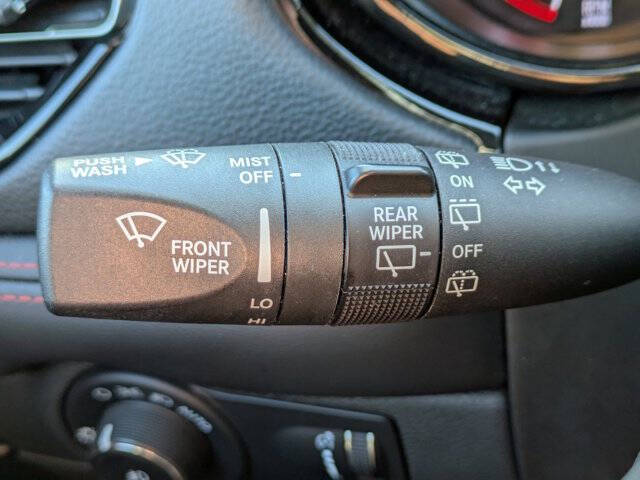 PUSH
WASH
MIST
OFF
FRONT
WIPER
LO
HI
REAR
WIPER
ON
OFF